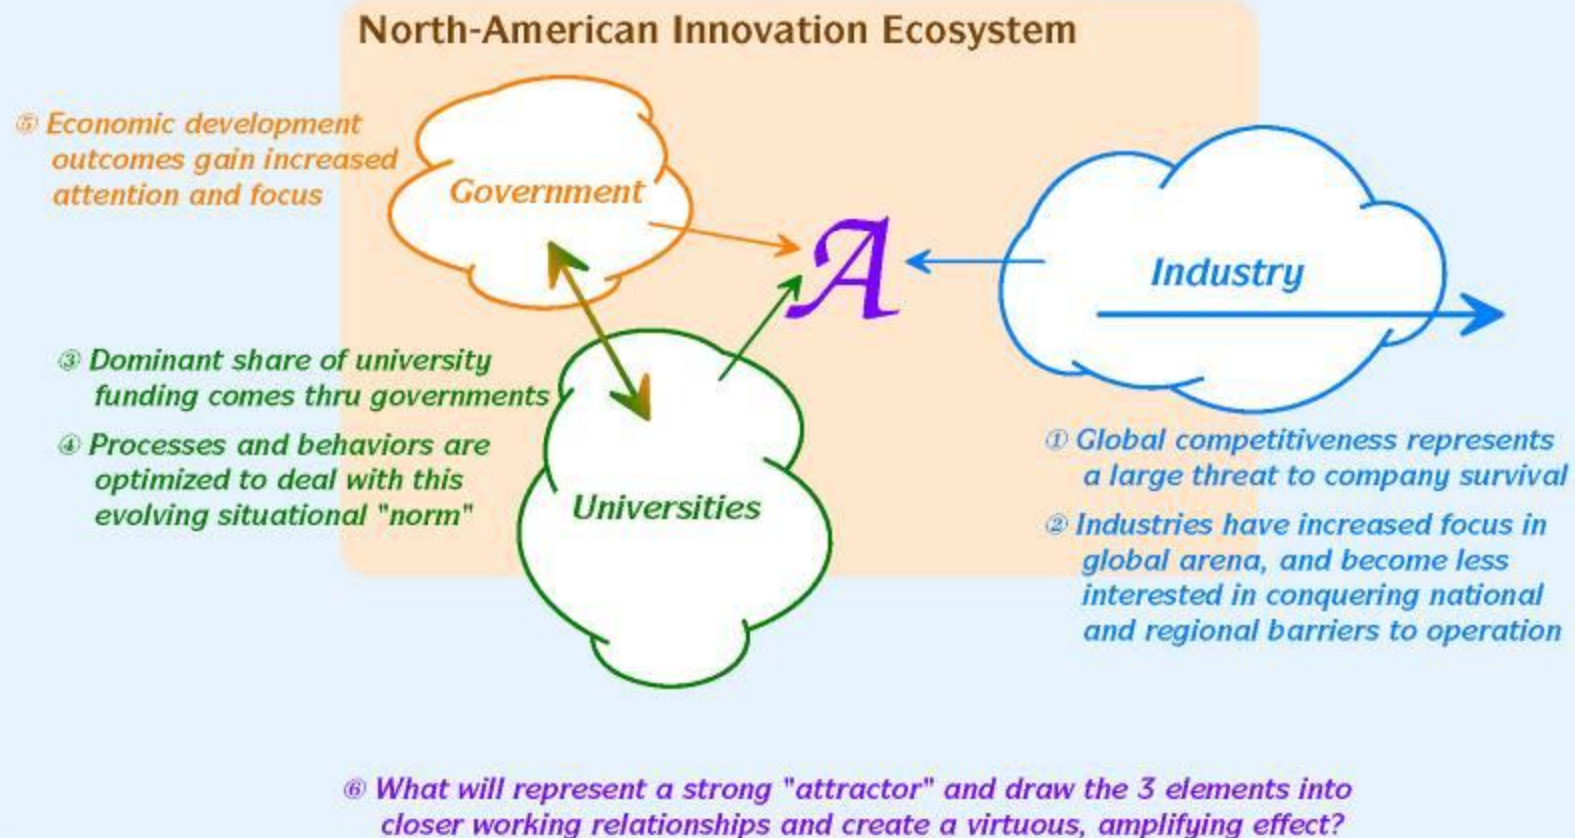 North-American Innovation Ecosystem
⑤ Economic development
outcomes gain increased
attention and focus
Government
A
Industry
③ Dominant share of university
funding comes thru governments
④ Processes and behaviors are
optimized to deal with this
evolving situational "norm"
Universities
① Global competitiveness represents
a large threat to company survival
② Industries have increased focus in
global arena, and become less
interested in conquering national
and regional barriers to operation
⑥ What will represent a strong "attractor" and draw the 3 elements into
closer working relationships and create a virtuous, amplifying effect?